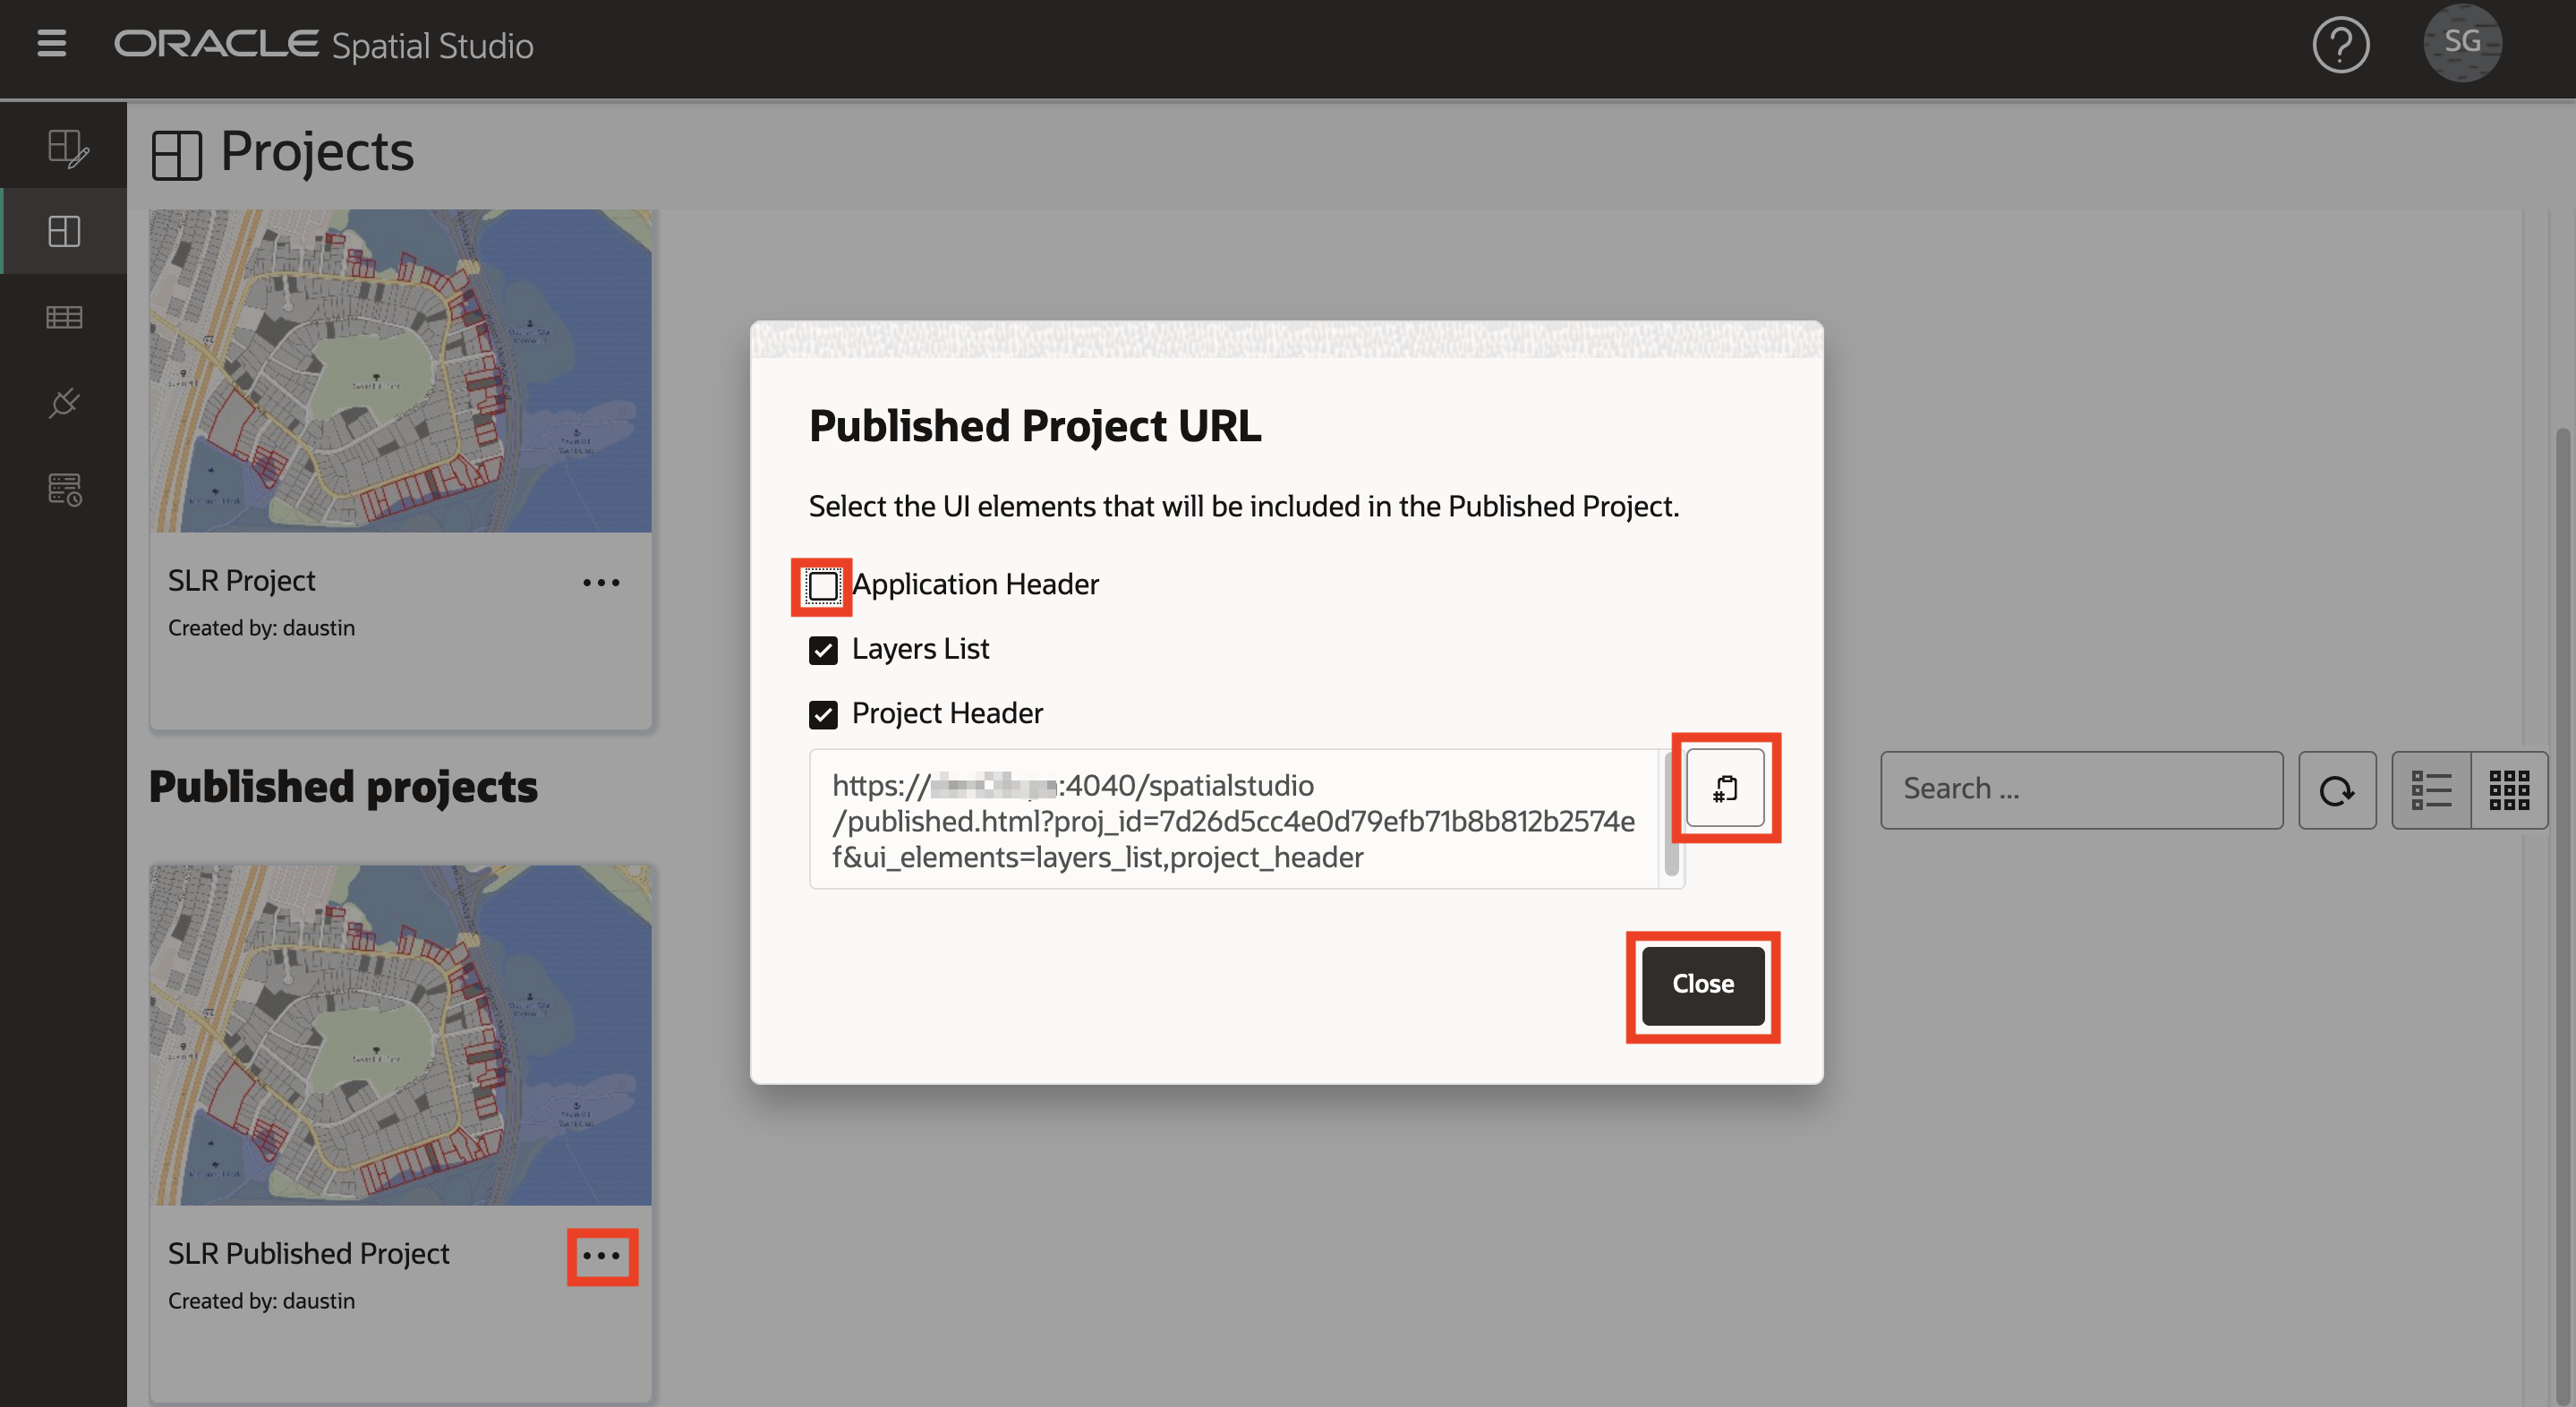 ORACLE Spatial Studio
SG
Projects
SLR Project
Created by: daustin
Published projects
Search ...
SLR Published Project
Created by: daustin
Published Project URL
Select the UI elements that will be included in the Published Project.
Application Header
Layers List
Project Header
https://
:4040/spatialstudio
/published.html?proj_id=7d26d5cc4e0d79efb71b8b812b2574e
f&ui_elements=layers_list,project_header
Close